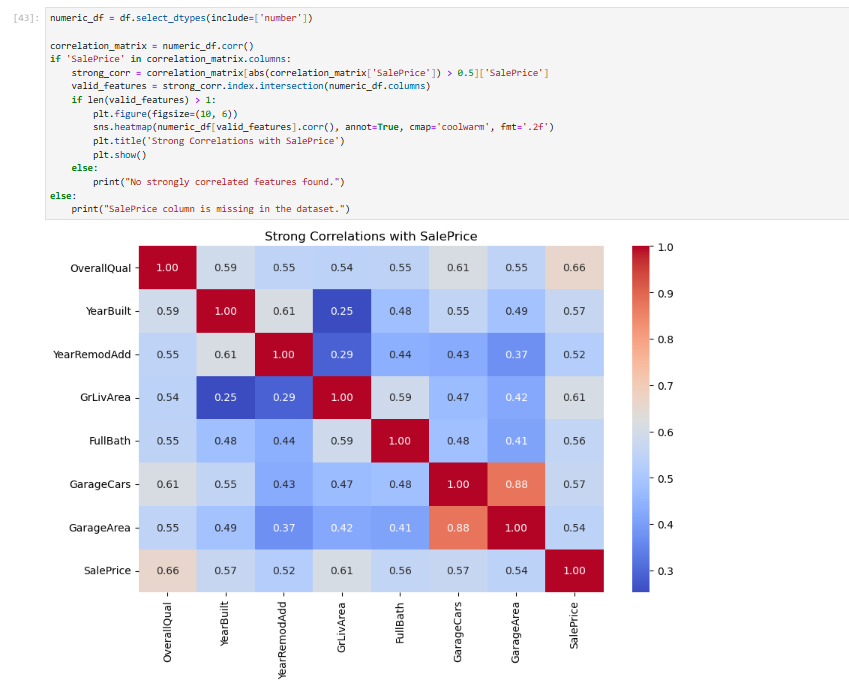 [43]: numeric_df = df.select_dtypes(include=['number'])
correlation_matrix = numeric_df.corr()
if 'SalePrice' in correlation_matrix.columns:
    strong_corr = correlation_matrix[abs(correlation_matrix['SalePrice']) > 0.5]['SalePrice']
    valid_features = strong_corr.index.intersection(numeric_df.columns)
    if len(valid_features) > 1:
        plt.figure(figsize=(10, 6))
        sns.heatmap(numeric_df[valid_features].corr(), annot=True, cmap='coolwarm', fmt='.2f')
        plt.title('Strong Correlations with SalePrice')
        plt.show()
    else:
        print("No strongly correlated features found.")
else:
    print("SalePrice column is missing in the dataset.")
Strong Correlations with SalePrice
OverallQual 1.00 0.59 0.55 0.54 0.55 0.61 0.55 0.66
YearBuilt 0.59 1.00 0.61 0.25 0.48 0.55 0.49 0.57
YearRemodAdd 0.55 0.61 1.00 0.29 0.44 0.43 0.37 0.52
GrLivArea 0.54 0.25 0.29 1.00 0.59 0.47 0.42 0.61
FullBath 0.55 0.48 0.44 0.59 1.00 0.48 0.41 0.56
GarageCars 0.61 0.55 0.43 0.47 0.48 1.00 0.88 0.57
GarageArea 0.55 0.49 0.37 0.42 0.41 0.88 1.00 0.54
SalePrice 0.66 0.57 0.52 0.61 0.56 0.57 0.54 1.00
OverallQual
YearBuilt
YearRemodAdd
GrLivArea
FullBath
GarageCars
GarageArea
SalePrice
1.0
0.9
0.8
0.7
0.6
0.5
0.4
0.3